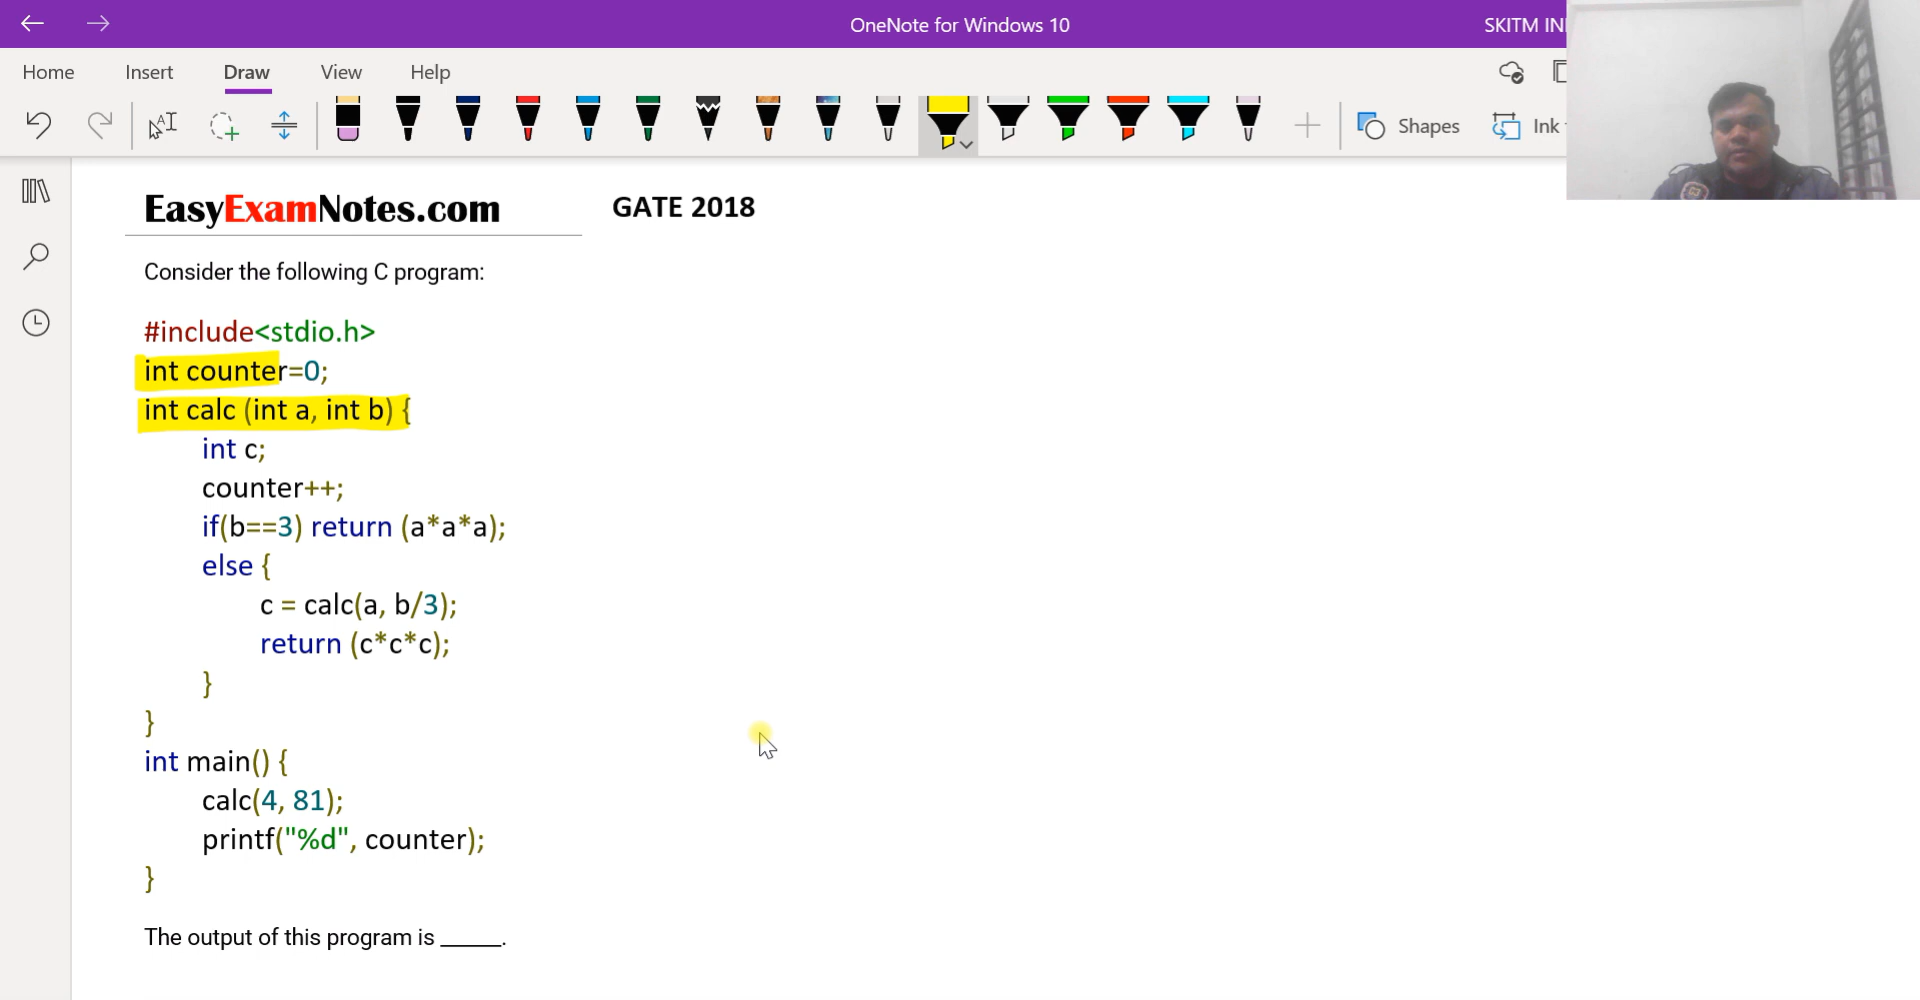 OneNote for Windows 10
SKITM
Home Insert Draw View Help
Shapes Ink
EasyExamNotes.com GATE 2018
Consider the following C program:
#include<stdio.h>
int counter=0;
int calc (int a, int b) {
int c;
counter++;
if(b==3) return (a*a*a);
else {
c = calc(a, b/3);
return (c*c*c);
}
}
int main() {
calc(4, 81);
printf("%d", counter);
}
The output of this program is ______.